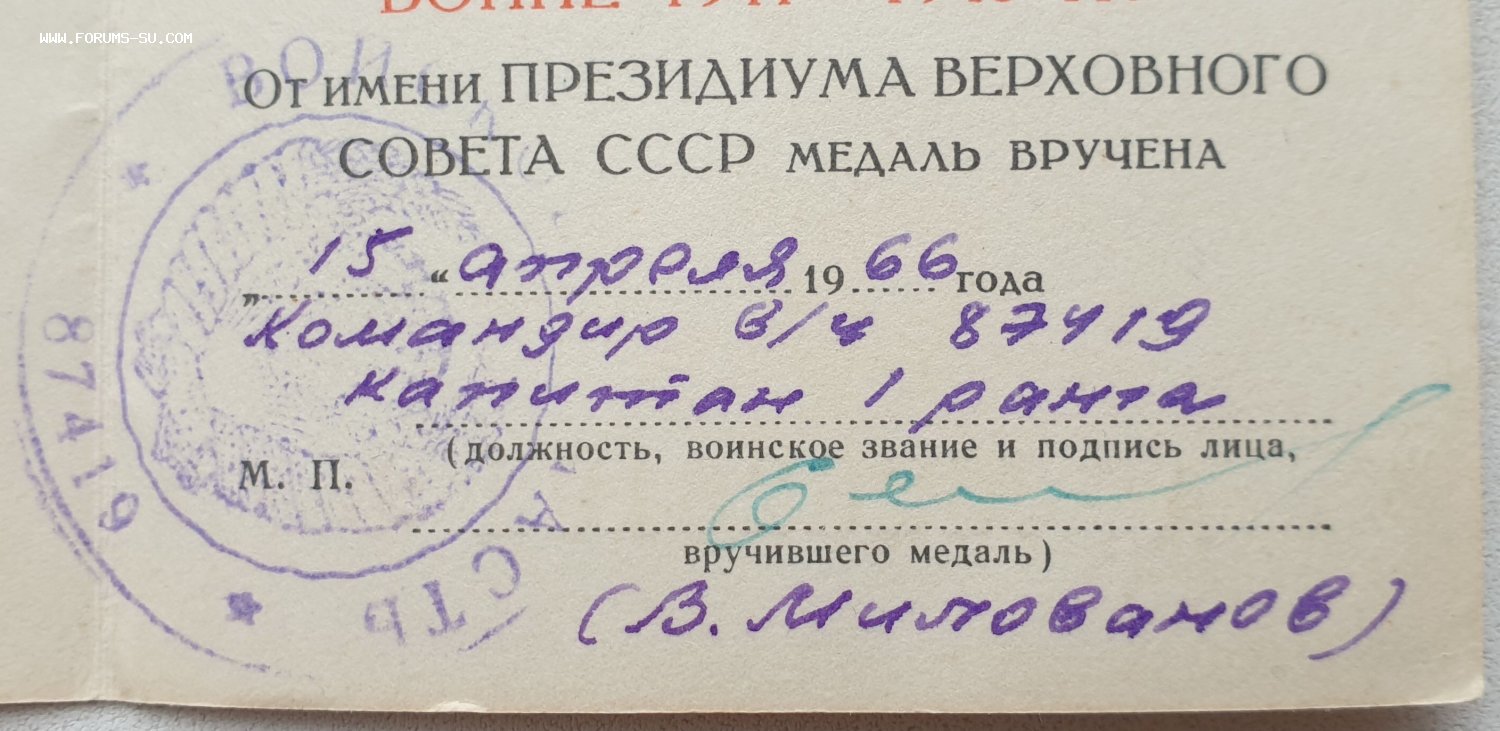 WWW.FORUMS-SU.COM
От имени ПРЕЗИДИУМА ВЕРХОВНОГО
СОВЕТА СССР МЕДАЛЬ ВРУЧЕНА
„15“ апреля 1966 года
Командир в/ч 87419
капитан 1 ранга
(должность, воинское звание и подпись лица,
М. П.
вручившего медаль)
(В. Милованов)
87419